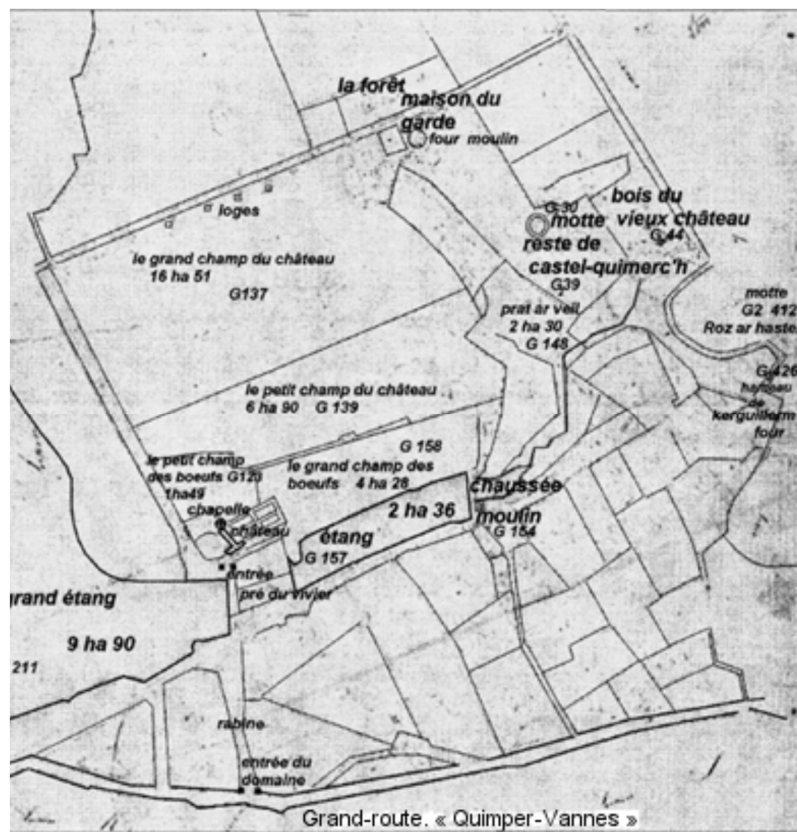 la forêt
maison du
garde
four moulin
loges
G 30
motte
bois du
vieux château
G 44
reste de
castel-quimerc'h
G39
le grand champ du château
16 ha 51
G137
prat ar veil
2 ha 30
G 148
motte
G2 412
Roz ar haste
G 426
hameau
de
kerguillerm
four
le petit champ du château
6 ha 90 G 139
G 158
le petit champ
des boeufs G123
1ha49
le grand champ des
boeufs 4 ha 28
chapelle
château
chaussée
2 ha 36
moulin
G 154
étang
G 157
entrée
pré du vivier
grand étang
9 ha 90
211
rabine
entrée du
domaine
Grand-route. « Quimper-Vannes »